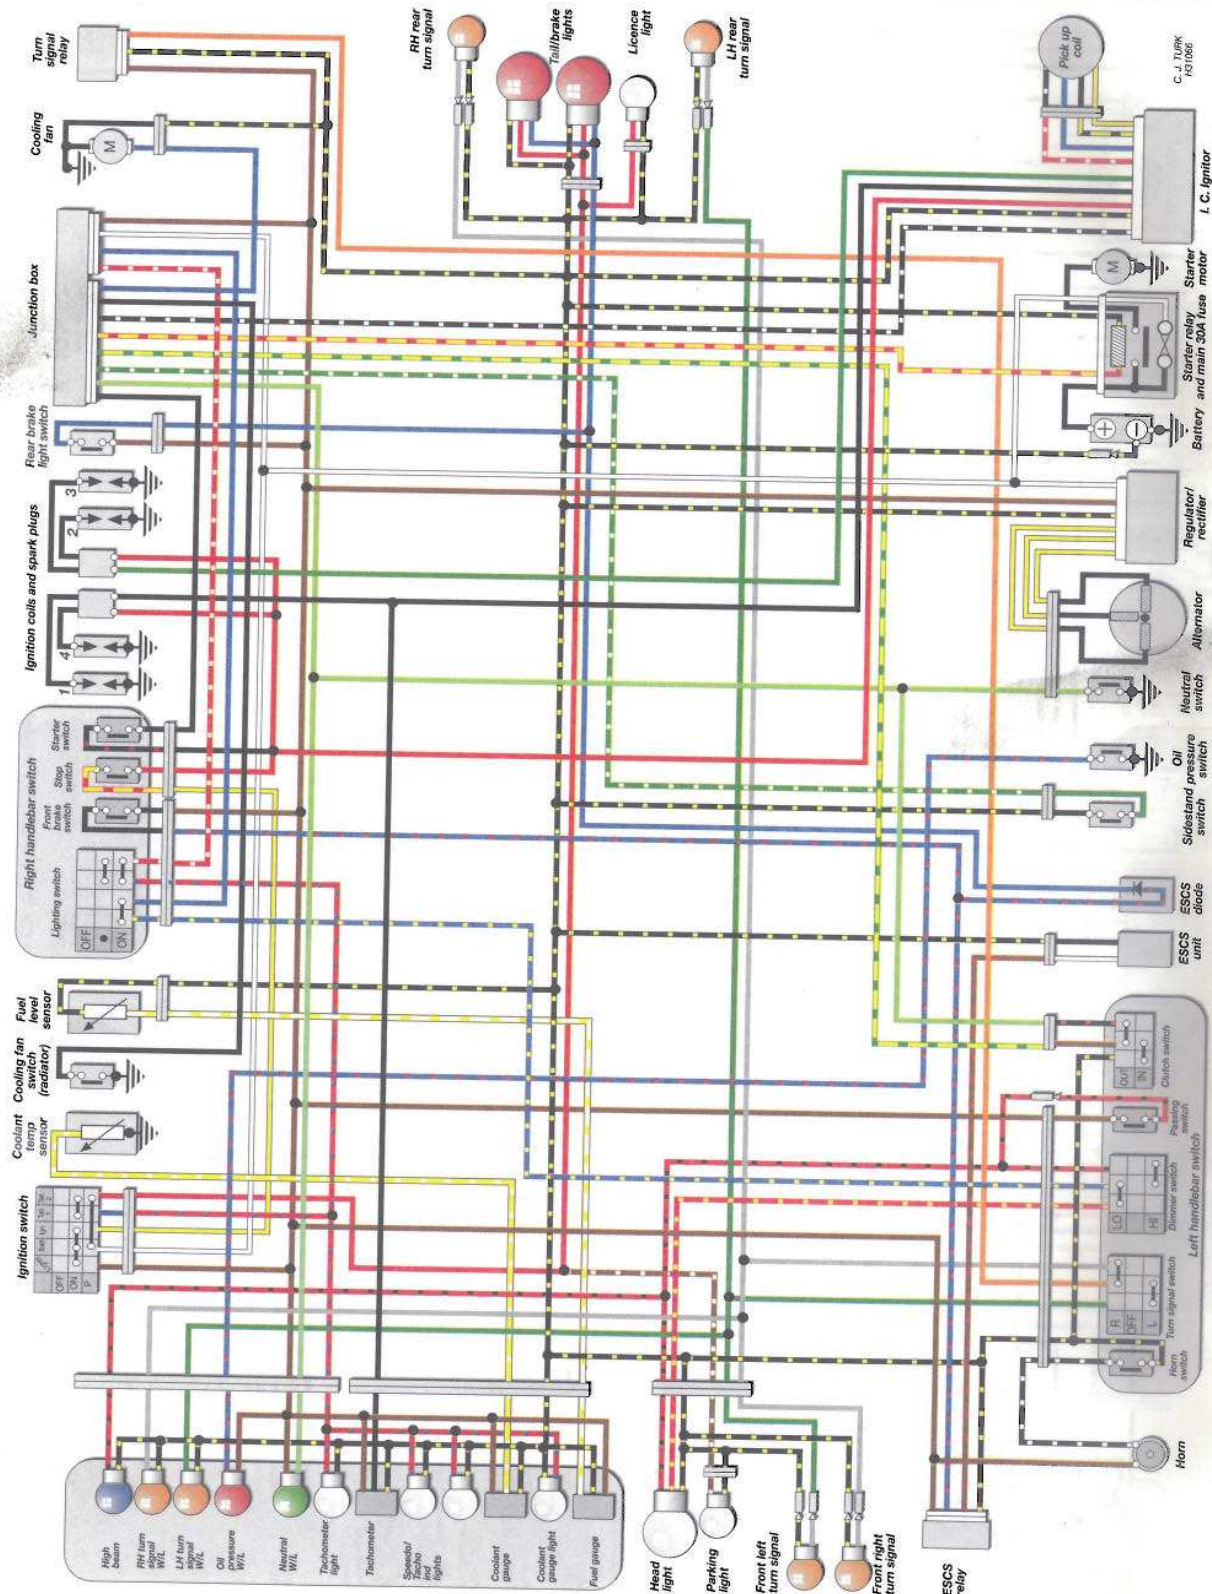 Turn
signal
relay
Cooling
fan
M
Junction box
Rear brake
light switch
Ignition coils and spark plugs
3
2
4
1
Right handlebar switch
Starter
switch
Stop
switch
Front
brake
switch
Lighting switch
OFF
ON
Fuel
level
sensor
Cooling fan
switch
(radiator)
Coolant
temp
sensor
Ignition switch
OFF
ON
P
High
beam
RH turn
signal
W/L
LH turn
signal
W/L
Oil
pressure
W/L
Neutral
W/L
Tachometer
light
Tachometer
Speedo/
Tacho
ind
lights
Coolant
gauge
Coolant
gauge light
Fuel gauge
RH rear
turn signal
Tail/brake
lights
Licence
light
LH rear
turn signal
Head
light
Parking
light
Front left
turn signal
Front right
turn signal
Pick up
coil
C. J. TURK
H31066
I. C. Ignitor
Starter
motor
M
Starter relay
and main 30A fuse
Battery
Regulator/
rectifier
Alternator
Neutral
switch
Oil
pressure
switch
Sidestand
switch
ESCS
diode
ESCS
unit
Clutch switch
OUT
IN
Passing
switch
Dimmer switch
LO
HI
Left handlebar switch
Turn signal switch
R
OFF
L
Horn
switch
Horn
ESCS
relay